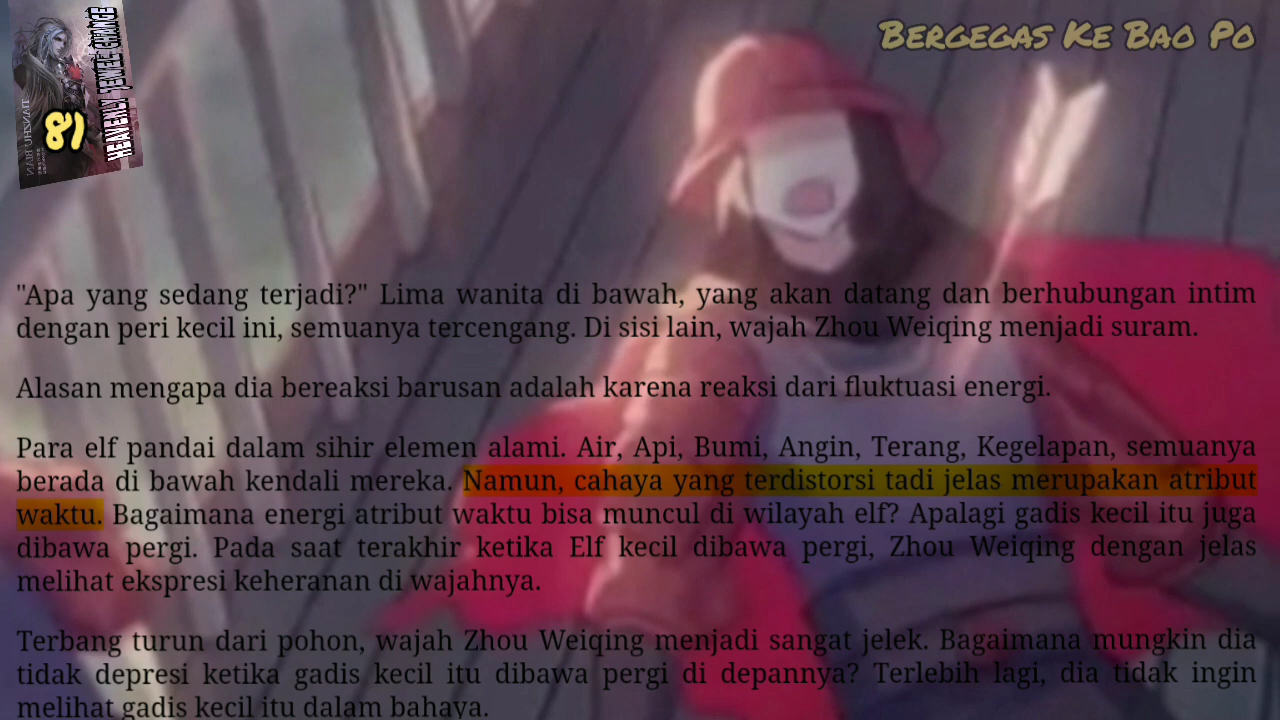 Bergegas Ke Bao Po
HEAVENLY JEWEL CHANGE
81
"Apa yang sedang terjadi?" Lima wanita di bawah, yang akan datang dan berhubungan intim
dengan peri kecil ini, semuanya tercengang. Di sisi lain, wajah Zhou Weiqing menjadi suram.
Alasan mengapa dia bereaksi barusan adalah karena reaksi dari fluktuasi energi.
Para elf pandai dalam sihir elemen alami. Air, Api, Bumi, Angin, Terang, Kegelapan, semuanya
berada di bawah kendali mereka. Namun, cahaya yang terdistorsi tadi jelas merupakan atribut
waktu. Bagaimana energi atribut waktu bisa muncul di wilayah elf? Apalagi gadis kecil itu juga
dibawa pergi. Pada saat terakhir ketika Elf kecil dibawa pergi, Zhou Weiqing dengan jelas
melihat ekspresi keheranan di wajahnya.
Terbang turun dari pohon, wajah Zhou Weiqing menjadi sangat jelek. Bagaimana mungkin dia
tidak depresi ketika gadis kecil itu dibawa pergi di depannya? Terlebih lagi, dia tidak ingin
melihat gadis kecil itu dalam bahaya.